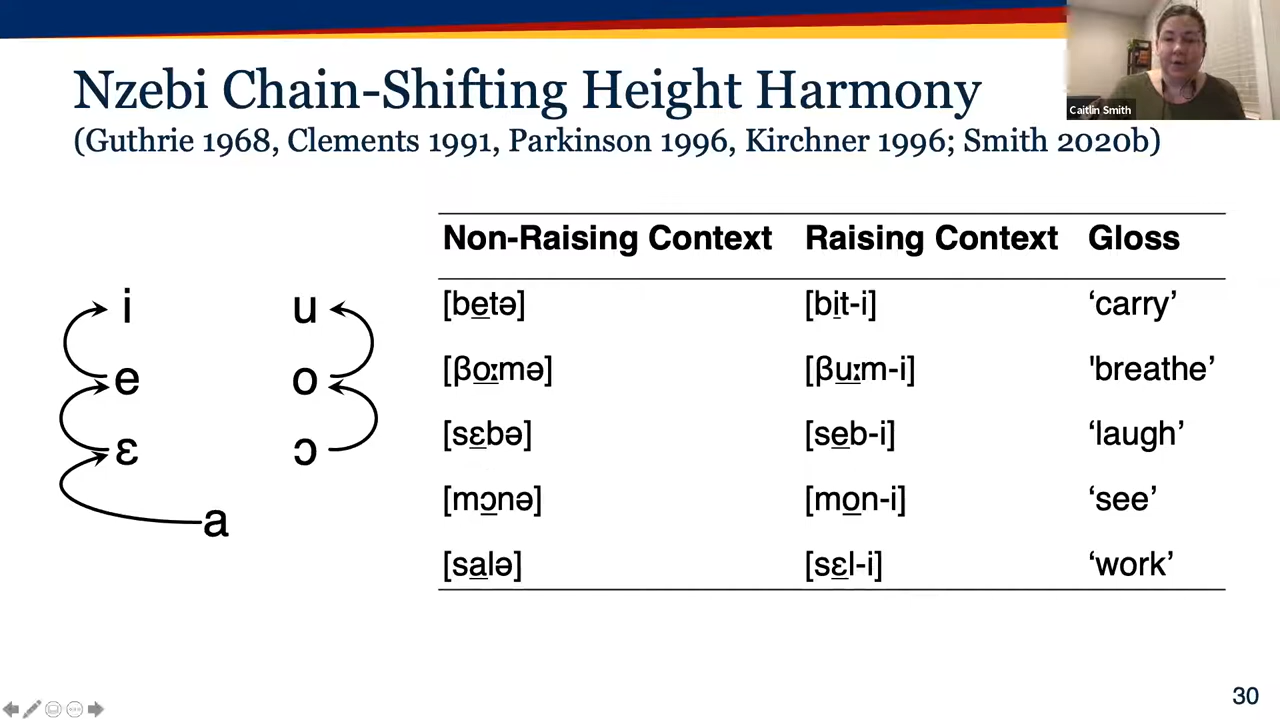 Nzebi Chain-Shifting Height Harmony
(Guthrie 1968, Clements 1991, Parkinson 1996, Kirchner 1996; Smith 2020b)
Caitlin Smith
i u
e o
ɛ ɔ
a
Non-Raising Context Raising Context Gloss
[betə] [bit-i] ‘carry’
[βoːmə] [βuːm-i] 'breathe’
[sɛbə] [seb-i] ‘laugh’
[mɔnə] [mon-i] ‘see’
[salə] [sɛl-i] ‘work’
30